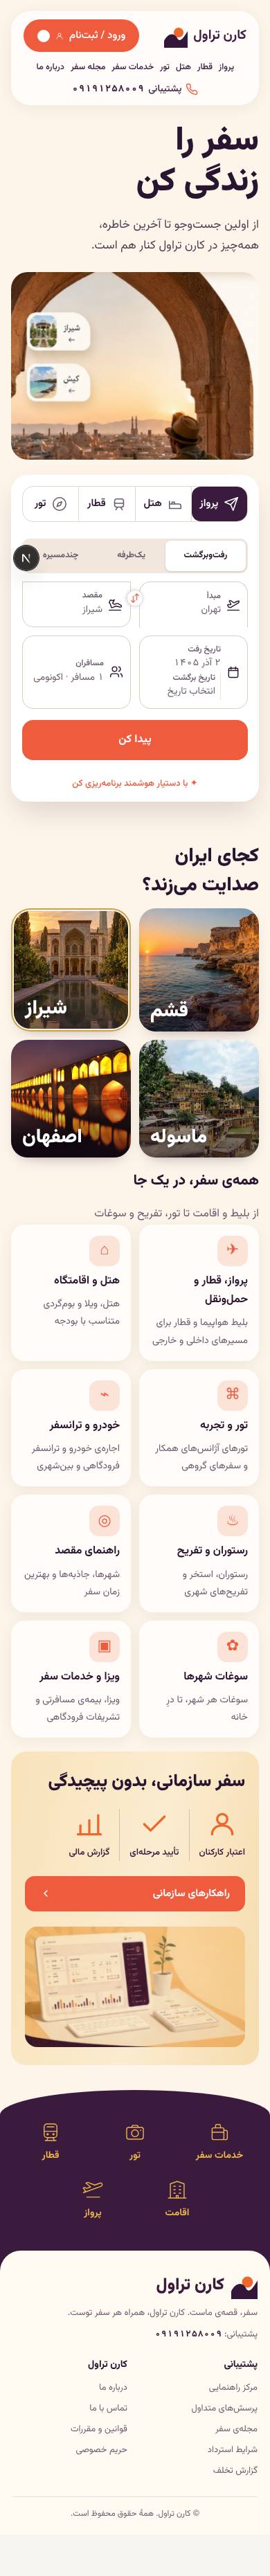 کارن تراول
ورود / ثبت‌نام
پرواز قطار هتل تور خدمات سفر مجله سفر درباره ما
پشتیبانی ۰۹۱۹۱۲۵۸۰۰۹
سفر را
زندگی کن
از اولین جست‌وجو تا آخرین خاطره،
همه‌چیز در کارن تراول کنار هم است.
شیراز
←
کیش
←
پرواز
هتل
قطار
تور
رفت‌وبرگشت
یک‌طرفه
چندمسیره
N
مبدأ
تهران
مقصد
شیراز
تاریخ رفت
۲ آذر ۱۴۰۵
تاریخ برگشت
انتخاب تاریخ
مسافران
۱ مسافر · اکونومی
پیدا کن
✦ با دستیار هوشمند برنامه‌ریزی کن
کجای ایران
صدایت می‌زند؟
قشم
شیراز
ماسوله
اصفهان
همه‌ی سفر، در یک جا
از بلیط و اقامت تا تور، تفریح و سوغات
پرواز، قطار و
حمل‌ونقل
بلیط هواپیما و قطار برای
مسیرهای داخلی و خارجی
هتل و اقامتگاه
هتل، ویلا و بوم‌گردی
متناسب با بودجه
تور و تجربه
تورهای آژانس‌های همکار
و سفرهای گروهی
خودرو و ترانسفر
اجاره‌ی خودرو و ترانسفر
فرودگاهی و بین‌شهری
رستوران و تفریح
رستوران، استخر و
تفریح‌های شهری
راهنمای مقصد
شهرها، جاذبه‌ها و بهترین
زمان سفر
سوغات شهرها
سوغات هر شهر، تا درِ
خانه
ویزا و خدمات سفر
ویزا، بیمه‌ی مسافرتی و
تشریفات فرودگاهی
سفر سازمانی، بدون پیچیدگی
اعتبار کارکنان
تأیید مرحله‌ای
گزارش مالی
راهکارهای سازمانی
خدمات سفر
تور
قطار
اقامت
پرواز
کارن تراول
سفر، قصه‌ی ماست. کارن تراول، همراه هر سفر توست.
پشتیبانی: ۰۹۱۹۱۲۵۸۰۰۹
پشتیبانی
مرکز راهنمایی
پرسش‌های متداول
مجله‌ی سفر
شرایط استرداد
گزارش تخلف
کارن تراول
درباره ما
تماس با ما
قوانین و مقررات
حریم خصوصی
© کارن تراول. همهٔ حقوق محفوظ است.